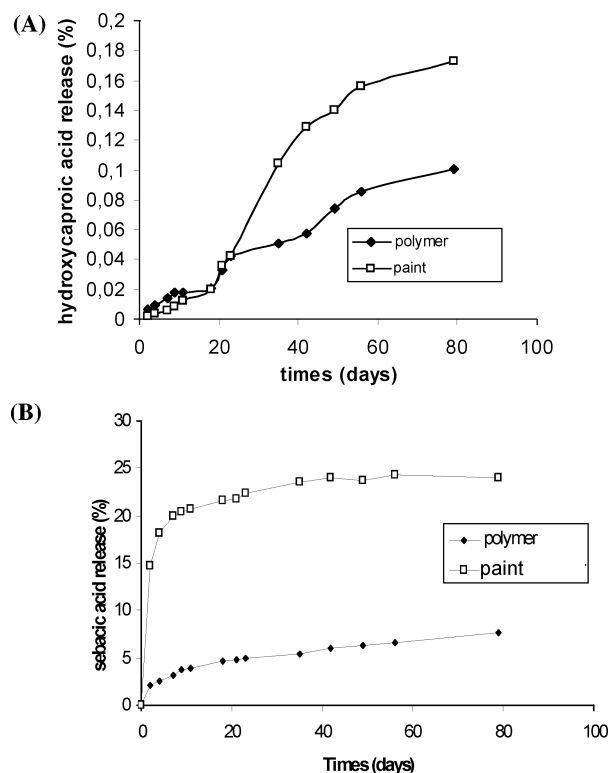 (A)
hydroxycaproic acid release (%)
0,2
0,18
0,16
0,14
0,12
0,1
0,08
0,06
0,04
0,02
0
polymer
paint
0 20 40 60 80 100
times (days)
(B)
sebacic acid release (%)
30
25
20
15
10
5
0
polymer
paint
0 20 40 60 80 100
Times (days)